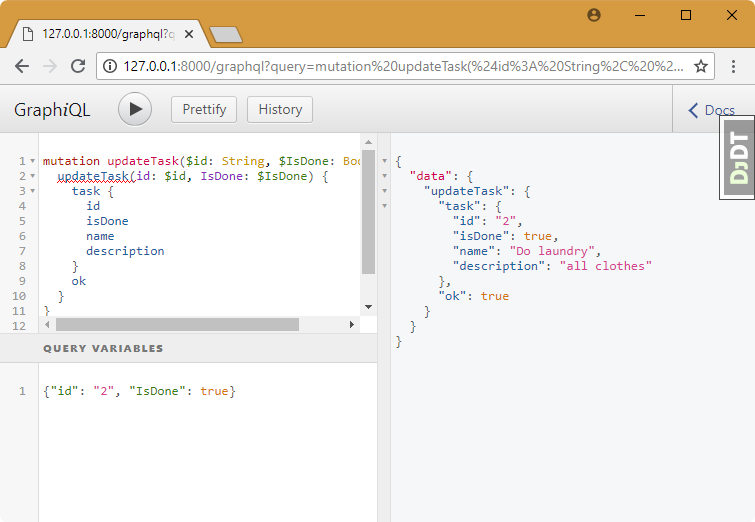 127.0.0.1:8000/graphql?q
127.0.0.1:8000/graphql?query=mutation%20updateTask(%24id%3A%20String%2C%20%2...
GraphiQL
Prettify
History
Docs
DJDT
1 mutation updateTask($id: String, $IsDone: Boo
2 updateTask(id: $id, IsDone: $IsDone) {
3 task {
4 id
5 isDone
6 name
7 description
8 }
9 ok
10 }
11 }
12
QUERY VARIABLES
1 {"id": "2", "IsDone": true}
{
"data": {
"updateTask": {
"task": {
"id": "2",
"isDone": true,
"name": "Do laundry",
"description": "all clothes"
},
"ok": true
}
}
}